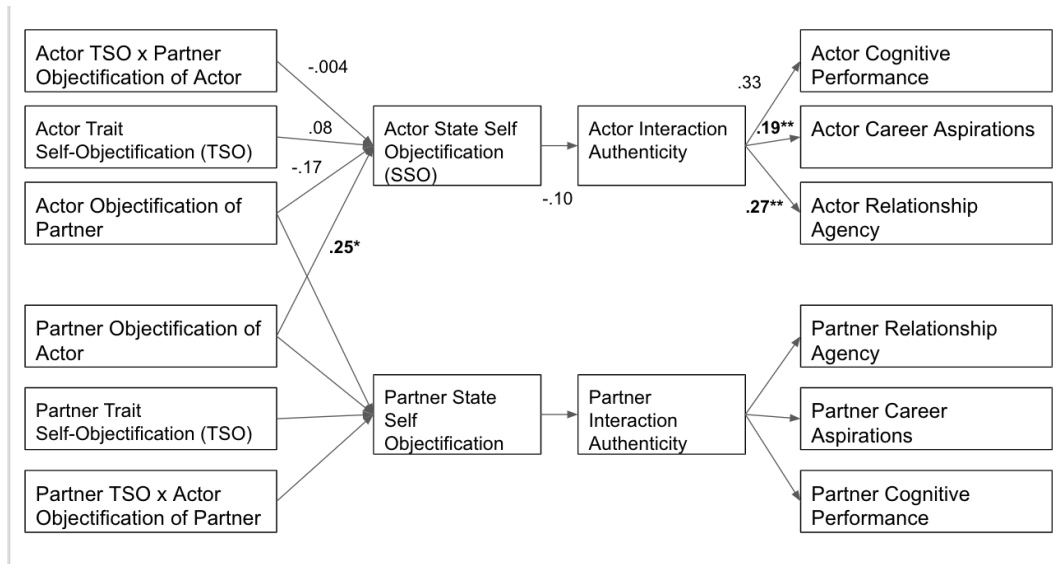 Actor TSO x Partner
Objectification of Actor
Actor Trait
Self-Objectification (TSO)
Actor Objectification of
Partner
Partner Objectification of
Actor
Partner Trait
Self-Objectification (TSO)
Partner TSO x Actor
Objectification of Partner
-.004
.08
-.17
.25*
Actor State Self
Objectification
(SSO)
Partner State
Self
Objectification
-.10
Actor Interaction
Authenticity
Partner
Interaction
Authenticity
.33
.19**
.27**
Actor Cognitive
Performance
Actor Career Aspirations
Actor Relationship
Agency
Partner Relationship
Agency
Partner Career
Aspirations
Partner Cognitive
Performance